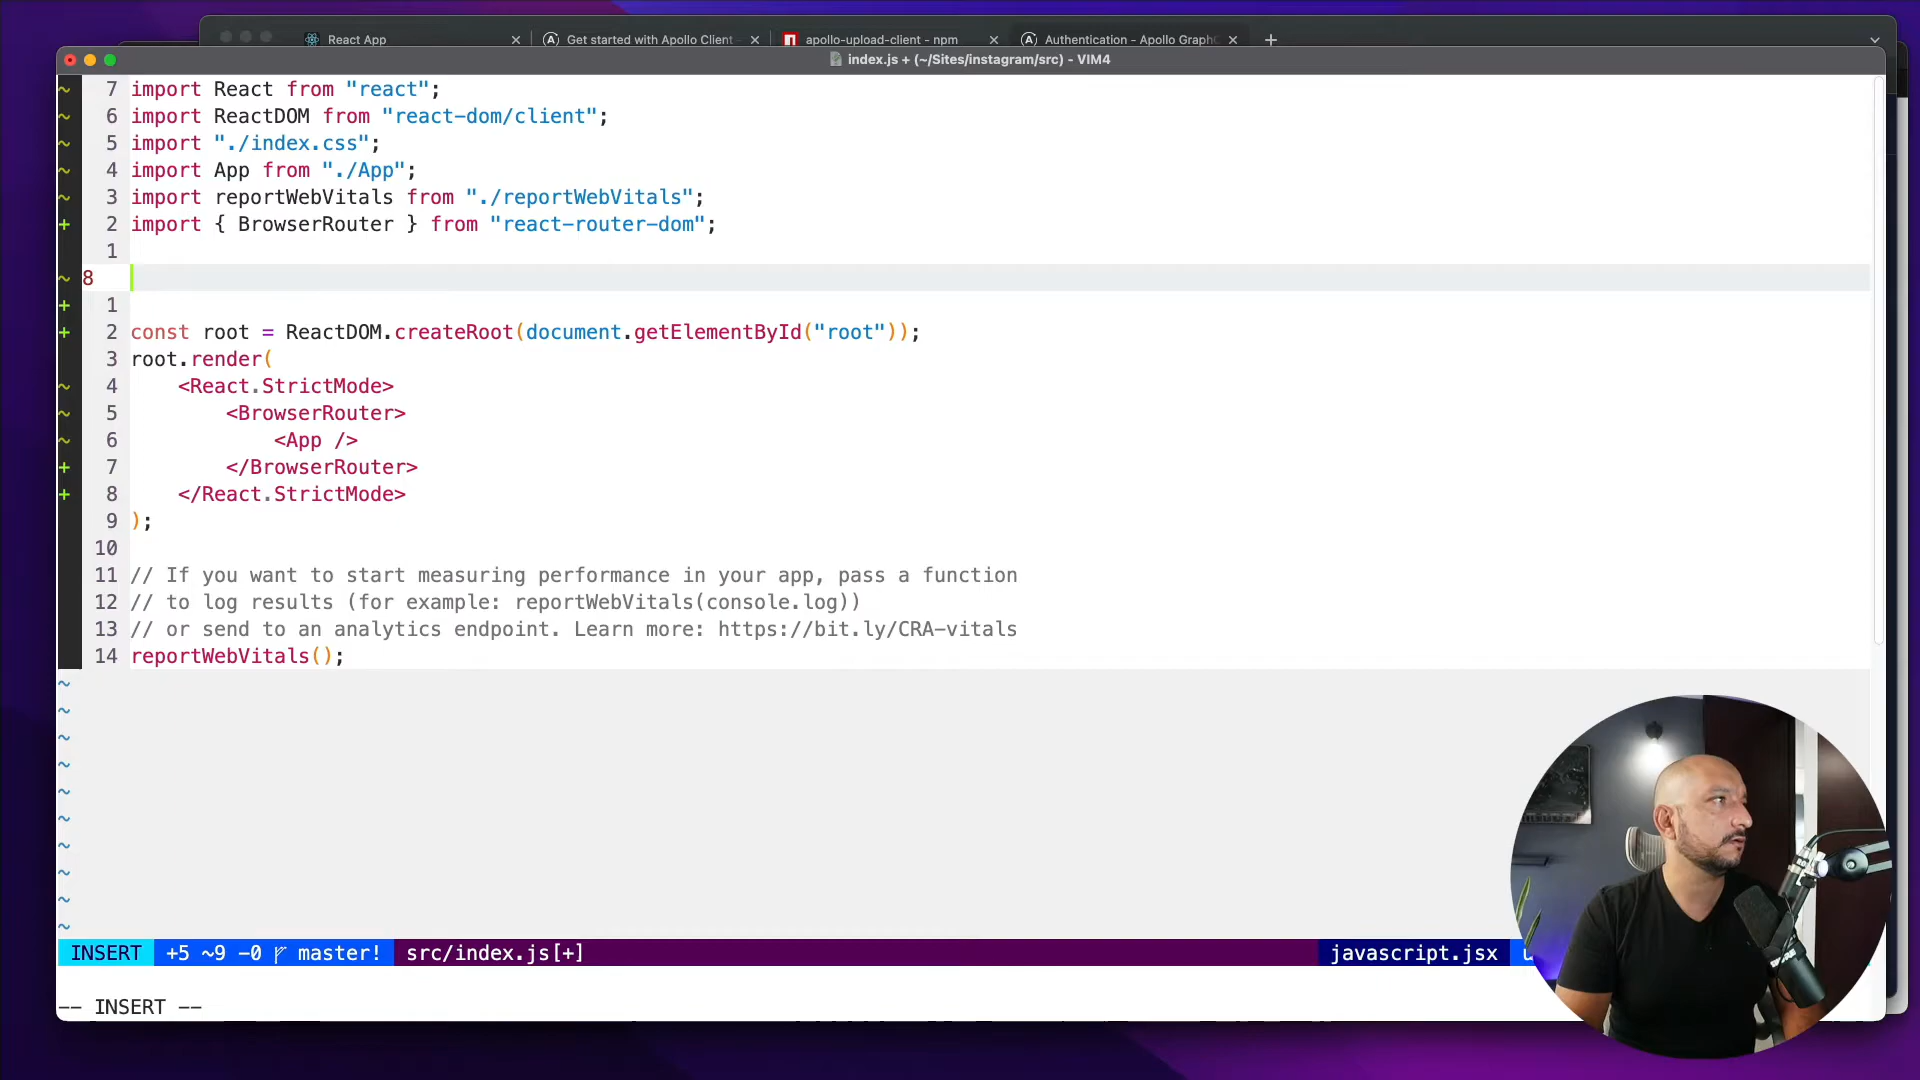 React App
Get started with Apollo Client
apollo-upload-client - npm
Authentication - Apollo Graph
index.js + (~/Sites/instagram/src) - VIM4
~ 7 import React from "react";
~ 6 import ReactDOM from "react-dom/client";
~ 5 import "./index.css";
~ 4 import App from "./App";
~ 3 import reportWebVitals from "./reportWebVitals";
+ 2 import { BrowserRouter } from "react-router-dom";
1
~ 8
+ 1
+ 2 const root = ReactDOM.createRoot(document.getElementById("root"));
3 root.render(
~ 4 <React.StrictMode>
~ 5 <BrowserRouter>
~ 6 <App />
+ 7 </BrowserRouter>
+ 8 </React.StrictMode>
9 );
10
11 // If you want to start measuring performance in your app, pass a function
12 // to log results (for example: reportWebVitals(console.log))
13 // or send to an analytics endpoint. Learn more: https://bit.ly/CRA-vitals
14 reportWebVitals();
~
~
~
~
~
~
~
~
~
~
INSERT +5 ~9 -0 master! src/index.js[+] javascript.jsx
-- INSERT --